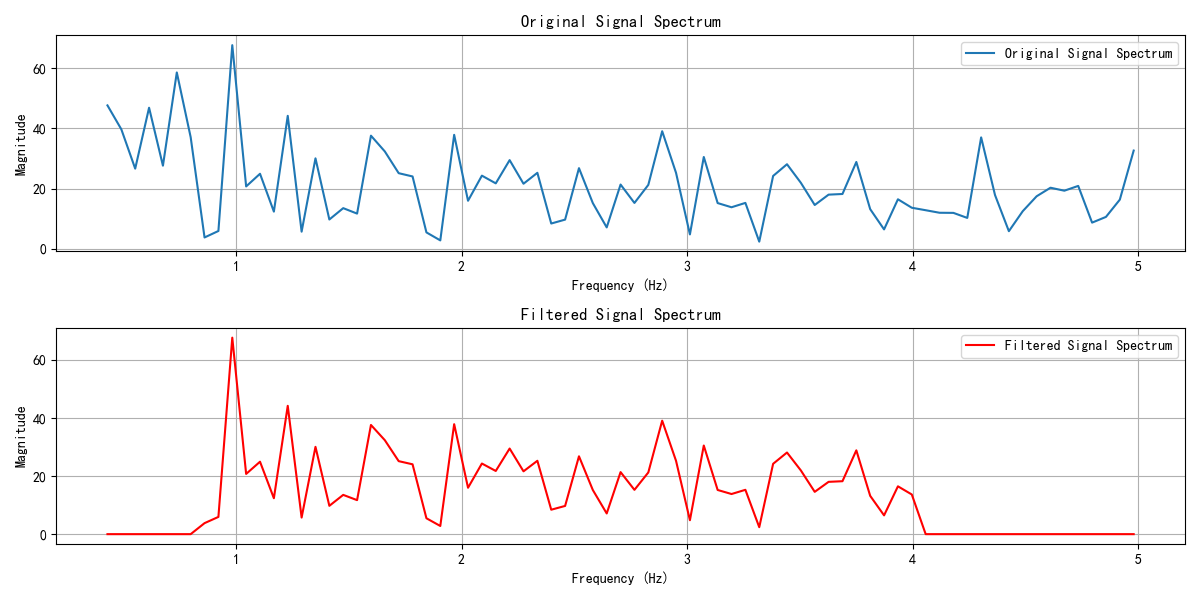 Original Signal Spectrum
Original Signal Spectrum
Magnitude
60
40
20
0
1 2 3 4 5
Frequency (Hz)
Filtered Signal Spectrum
Filtered Signal Spectrum
Magnitude
60
40
20
0
1 2 3 4 5
Frequency (Hz)